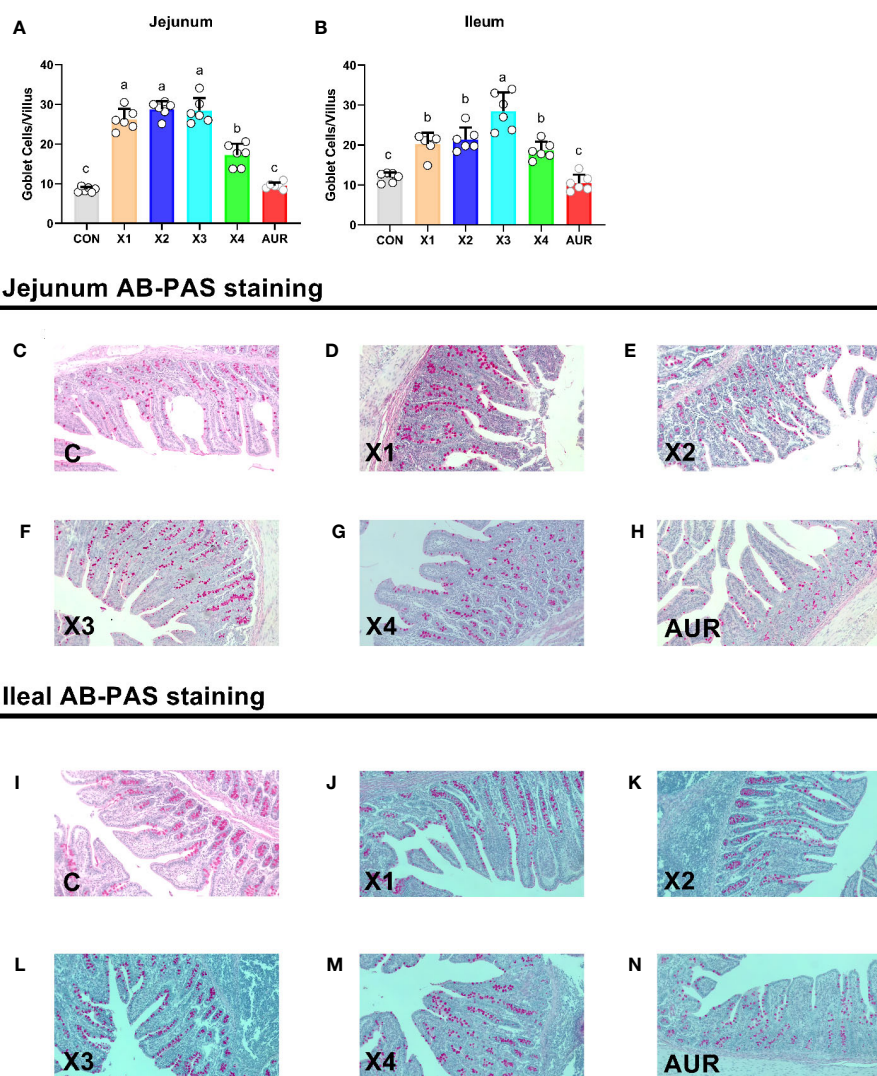 A
Jejunum
Goblet Cells/Villus
40
30
20
10
0
c
a
a
a
b
c
CON X1 X2 X3 X4 AUR
B
Ileum
Goblet Cells/Villus
40
30
20
10
0
c
b
b
a
b
c
CON X1 X2 X3 X4 AUR
Jejunum AB-PAS staining
C
C
D
X1
E
X2
F
X3
G
X4
H
AUR
Ileal AB-PAS staining
I
C
J
X1
K
X2
L
X3
M
X4
N
AUR